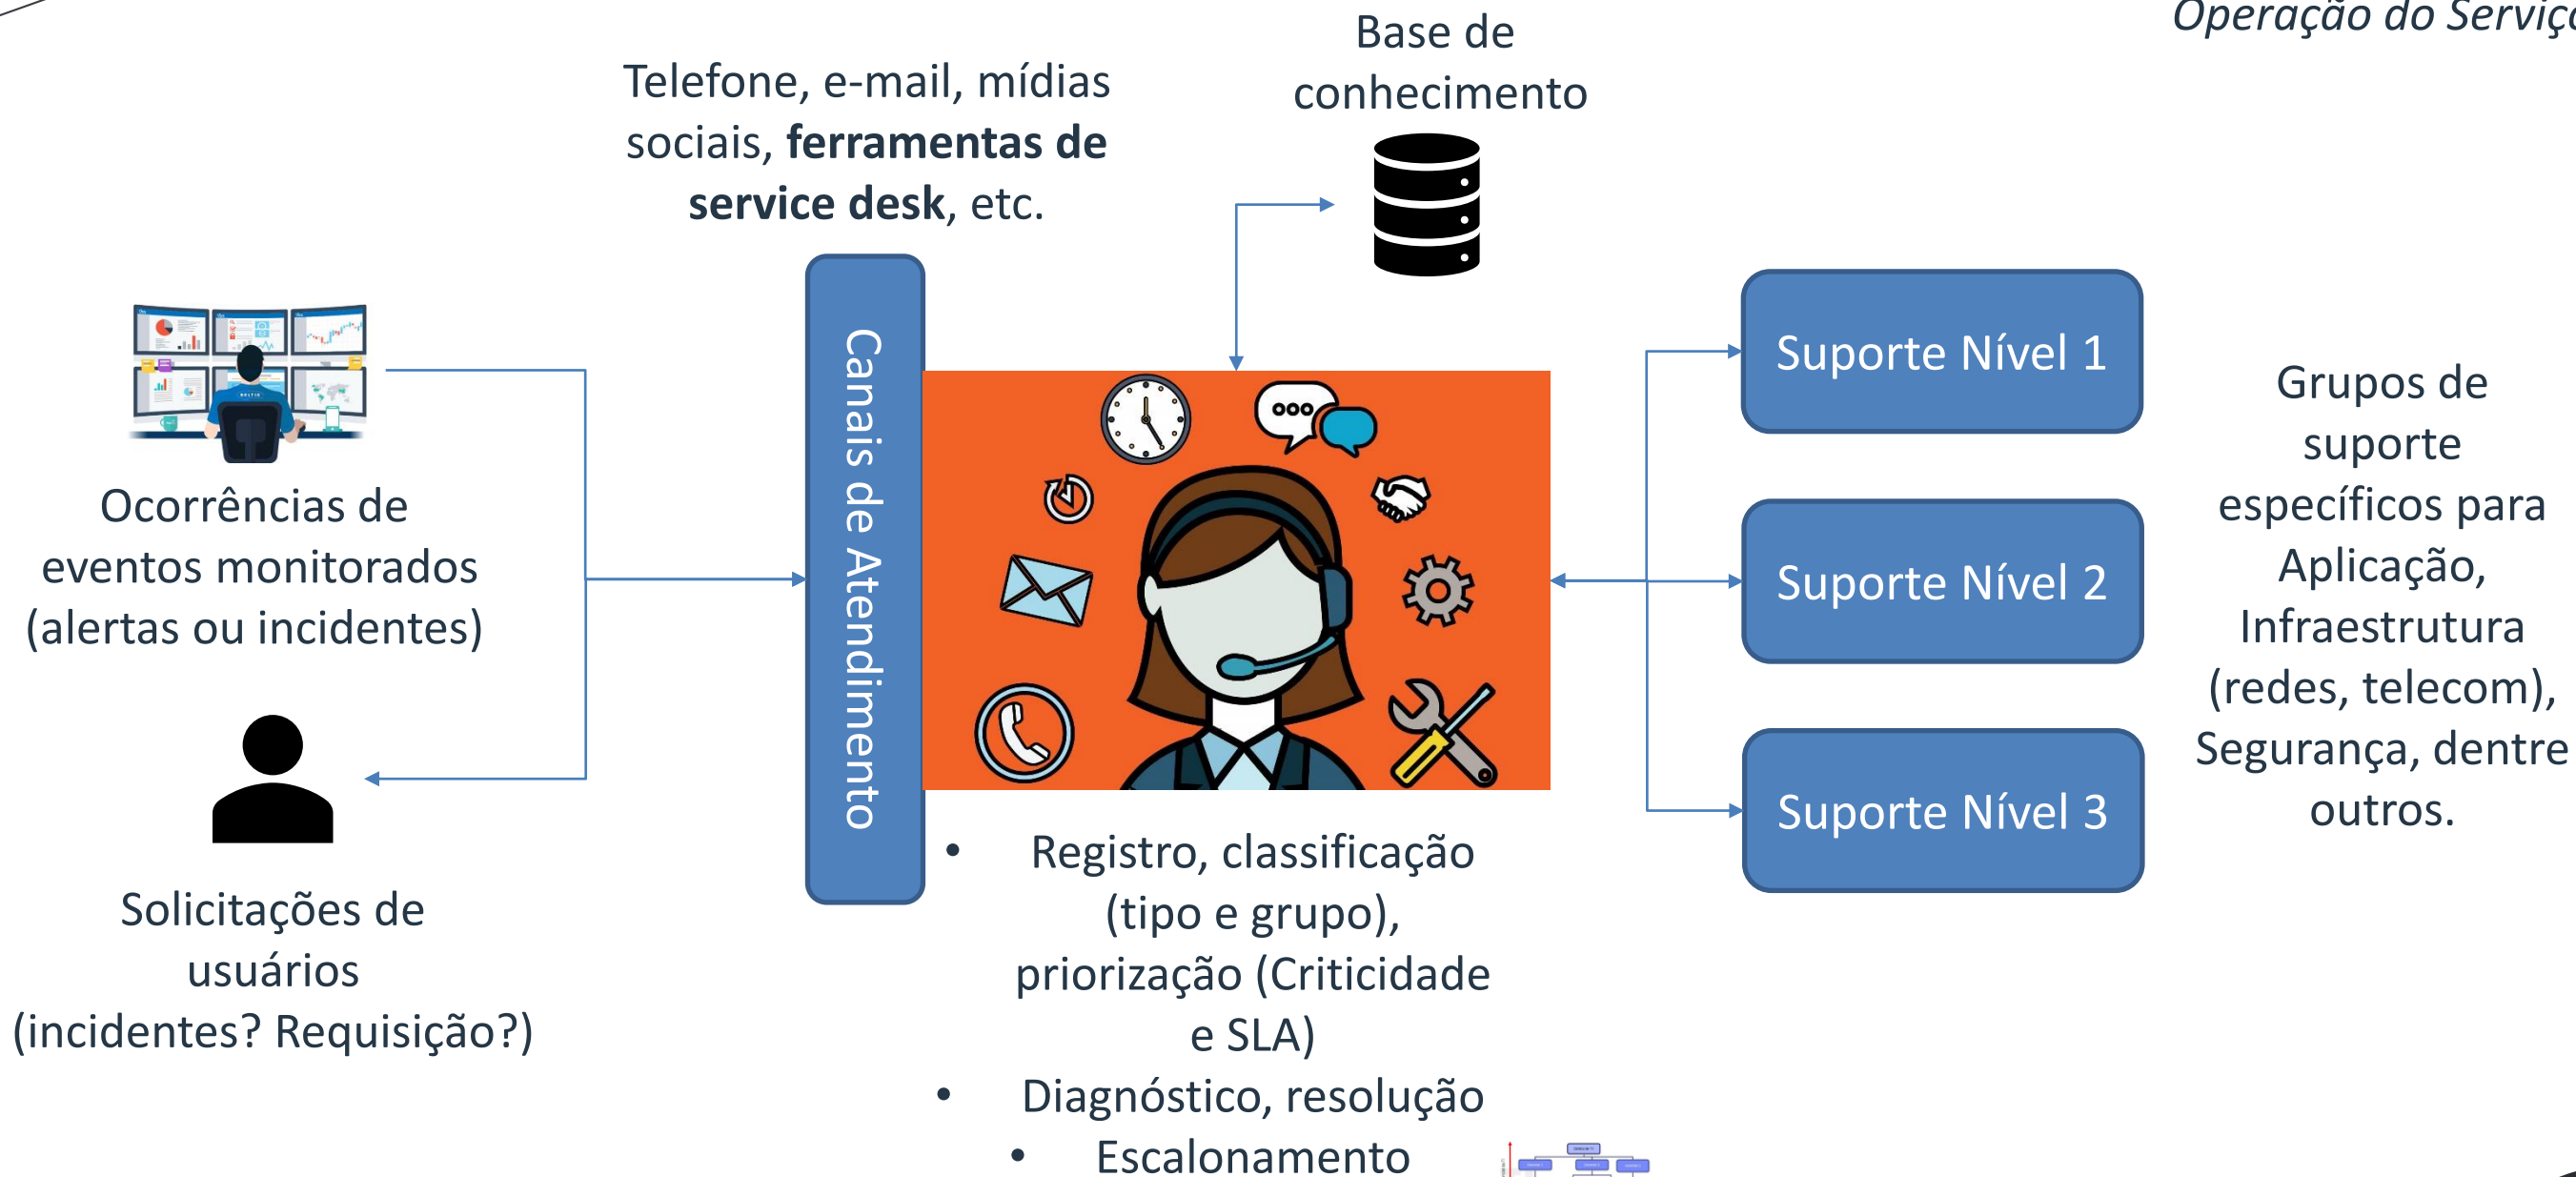 Operação do Serviço
Base de
conhecimento
Telefone, e-mail, mídias
sociais, ferramentas de
service desk, etc.
Ocorrências de
eventos monitorados
(alertas ou incidentes)
Solicitações de
usuários
(incidentes? Requisição?)
Canais de Atendimento
• Registro, classificação
(tipo e grupo),
priorização (Criticidade
e SLA)
• Diagnóstico, resolução
• Escalonamento
Suporte Nível 1
Suporte Nível 2
Suporte Nível 3
Grupos de
suporte
específicos para
Aplicação,
Infraestrutura
(redes, telecom),
Segurança, dentre
outros.